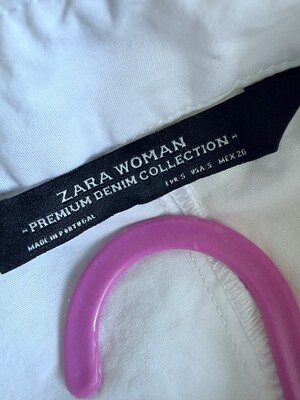 ZARA WOMAN
"PREMIUM DENIM COLLECTION"
MADE IN PORTUGAL
EUR S USA S MEX 26